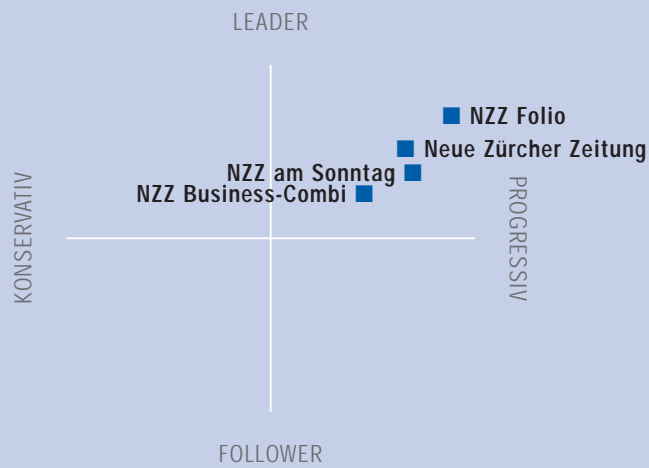 LEADER
NZZ Folio
Neue Zürcher Zeitung
NZZ am Sonntag
NZZ Business-Combi
KONSERVATIV
PROGRESSIV
FOLLOWER